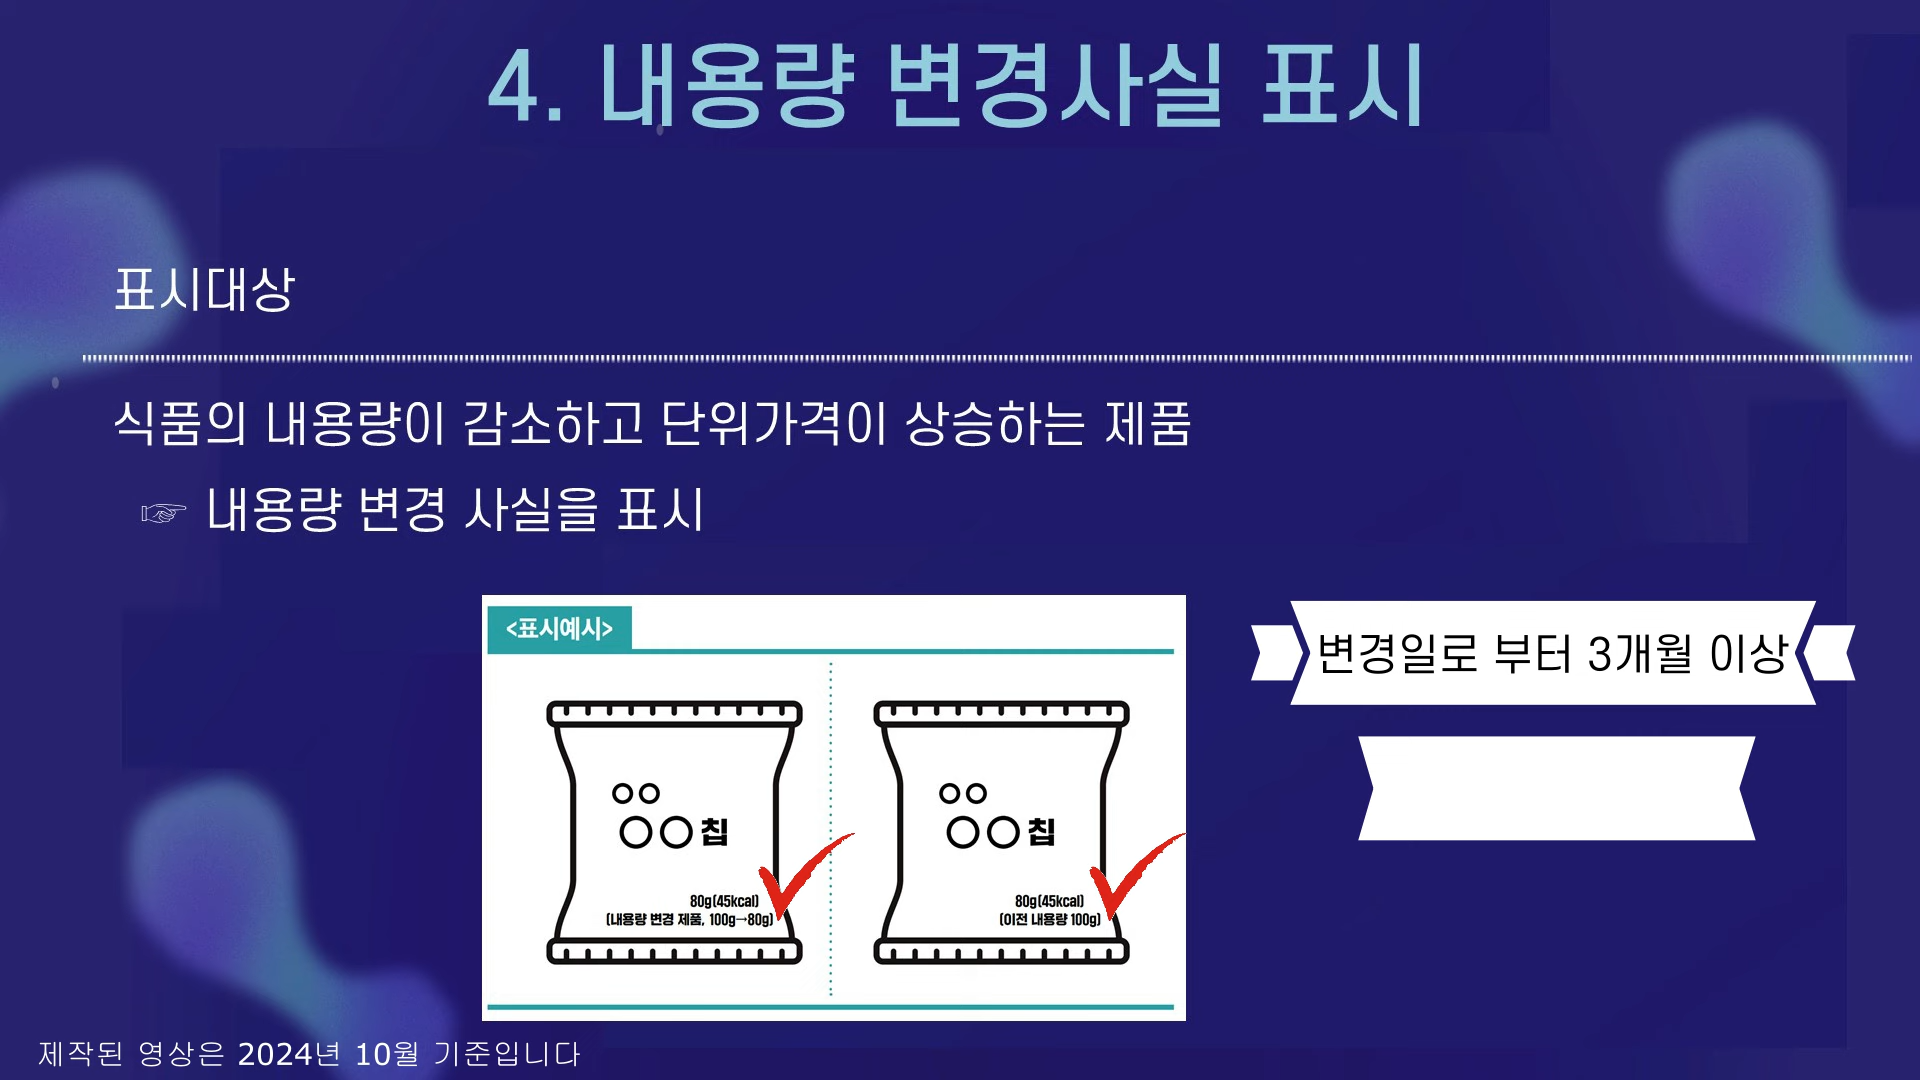 4. 내용량 변경사실 표시
표시대상
식품의 내용량이 감소하고 단위가격이 상승하는 제품
☞ 내용량 변경 사실을 표시
<표시예시>
○○
○○칩
80g(45kcal)
(내용량 변경 제품, 100g→80g)
○○
○○칩
80g(45kcal)
(이전 내용량 100g)
변경일로 부터 3개월 이상
제작된 영상은 2024년 10월 기준입니다